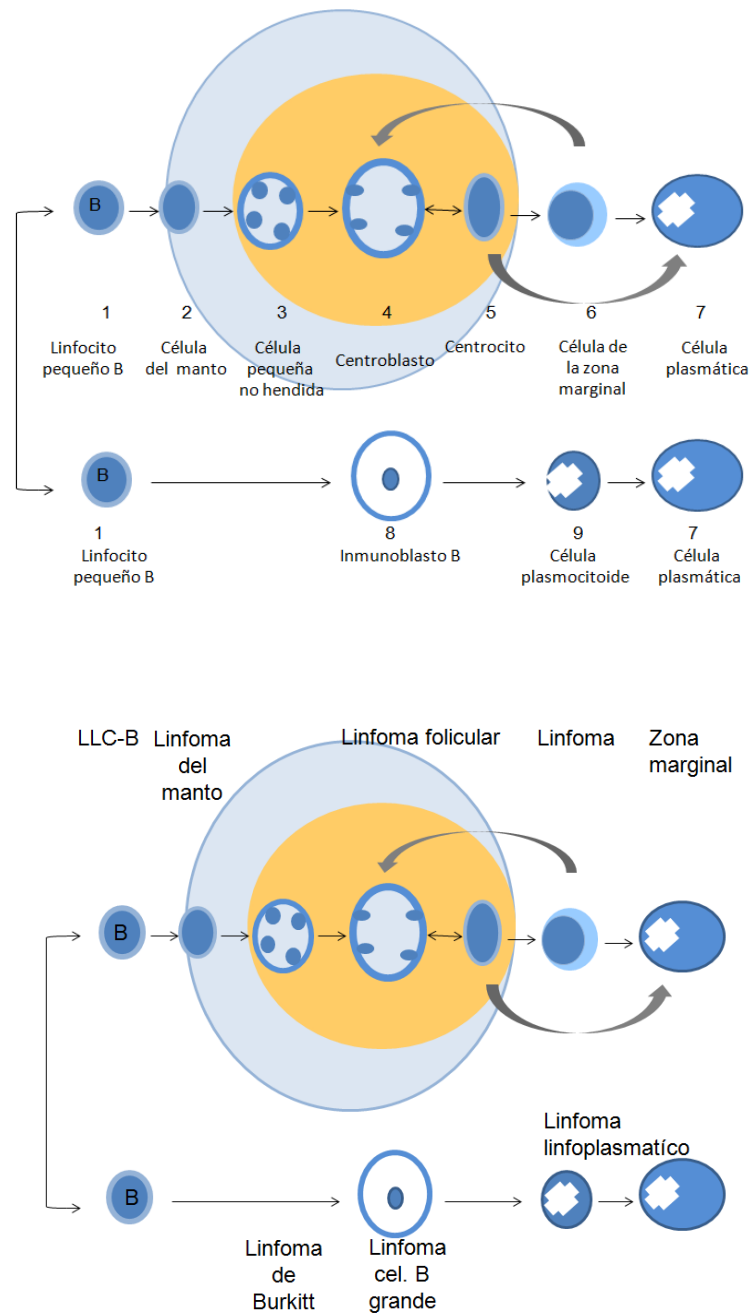 B
1 2 3 4 5 6 7
Linfocito pequeño B
Célula del manto
Célula pequeña no hendida
Centroblasto
Centrocito
Célula de la zona marginal
Célula plasmática
B
1 8 9 7
Linfocito pequeño B
Inmunoblasto B
Célula plasmocitoide
Célula plasmática
LLC-B
Linfoma del manto
Linfoma folicular
Linfoma
Zona marginal
B
Linfoma linfoplasmatíco
B
Linfoma de Burkitt
Linfoma cel. B grande